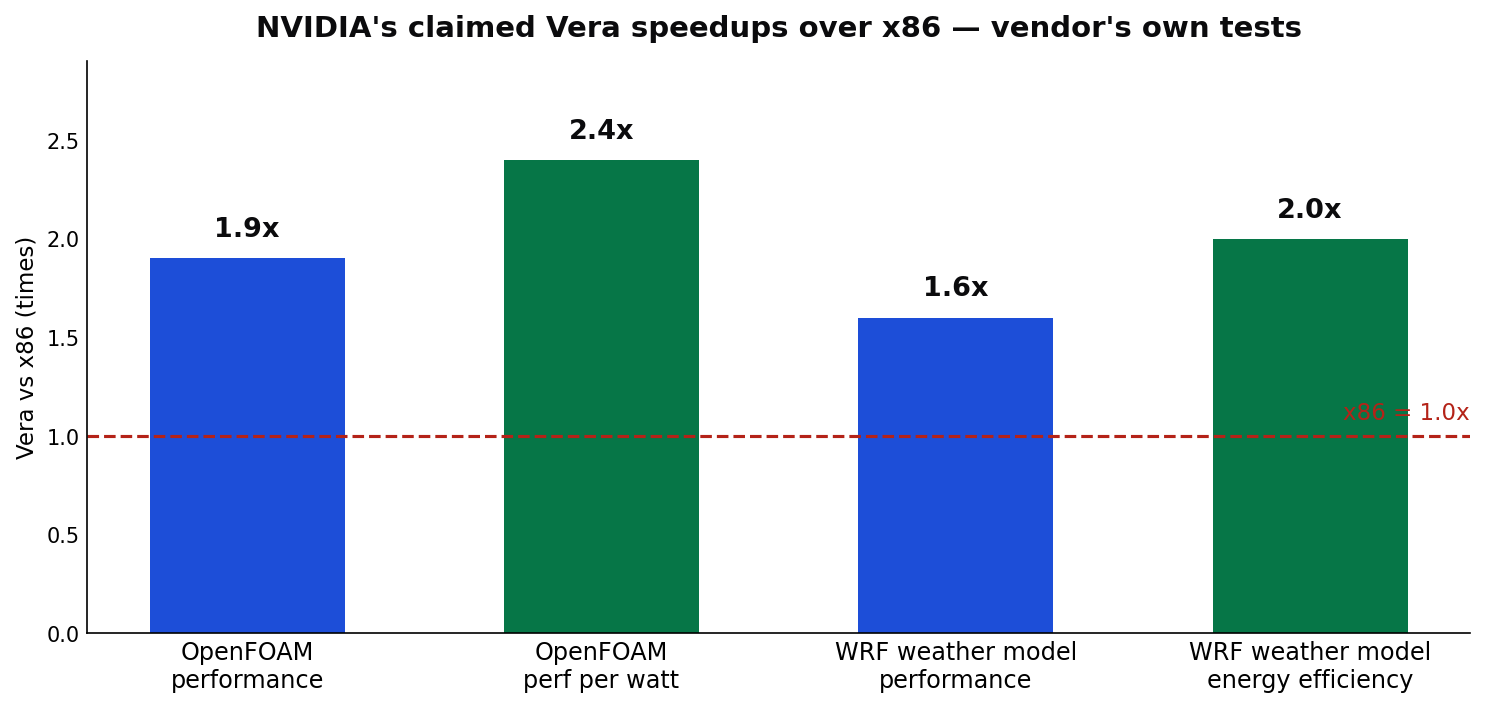 NVIDIA's claimed Vera speedups over x86 — vendor's own tests
Vera vs x86 (times)
2.5
2.0
1.5
1.0
0.5
0.0
1.9x
2.4x
1.6x
2.0x
x86 = 1.0x
OpenFOAM
performance
OpenFOAM
perf per watt
WRF weather model
performance
WRF weather model
energy efficiency